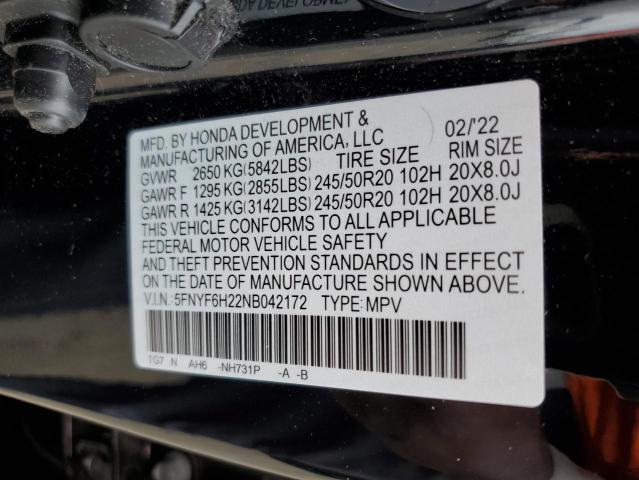 MFD. BY HONDA DEVELOPMENT &
MANUFACTURING OF AMERICA, LLC 02/'22
GVWR 2650 KG(5842LBS) TIRE SIZE RIM SIZE
GAWR F 1295 KG(2855LBS) 245/50R20 102H 20X8.0J
GAWR R 1425 KG(3142LBS) 245/50R20 102H 20X8.0J
THIS VEHICLE CONFORMS TO ALL APPLICABLE
FEDERAL MOTOR VEHICLE SAFETY
AND THEFT PREVENTION STANDARDS IN EFFECT
ON THE DATE OF MANUFACTURE SHOWN ABOVE.
V.I.N.: 5FNYF6H22NB042172 TYPE: MPV
TG7 N AH6 -NH731P -A -B